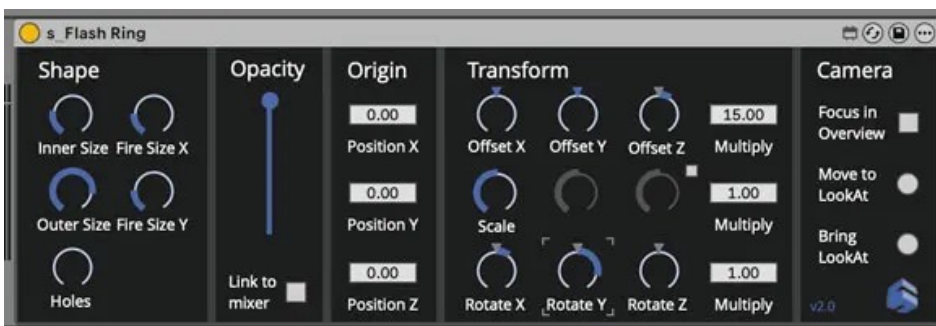 s_Flash Ring
Shape
Inner Size Fire Size X
Outer Size Fire Size Y
Holes
Opacity
Link to
mixer
Origin
0.00
Position X
0.00
Position Y
0.00
Position Z
Transform
Offset X Offset Y Offset Z
15.00
Multiply
Scale
1.00
Multiply
Rotate X Rotate Y Rotate Z
1.00
Multiply
Camera
Focus in
Overview
Move to
LookAt
Bring
LookAt
v2.0